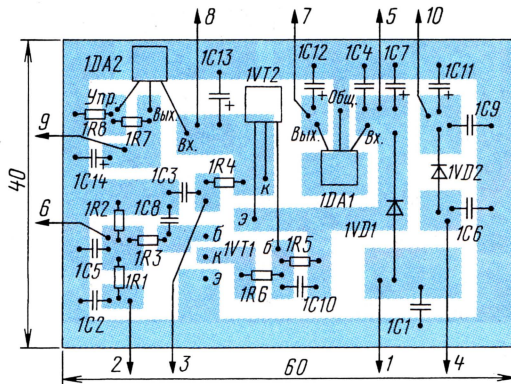 8 7 5 10
1DA2 1C13 1VT2 1C12 1C4 1C7 1C11
Упр. Вых. Общ. 1C9
9 1R8 1R7 Вх. Вых. Вх.
+ + + +
1C14 + 1C3 1R4 к 1DA1 1VD2
40
6 1R2 1C8 э 1VD1 1C6
б 1VT1 б
1C5 1R3 к 1R5
1R1 э 1R6 1C10
1C2 1C1
2 3 60 1 4